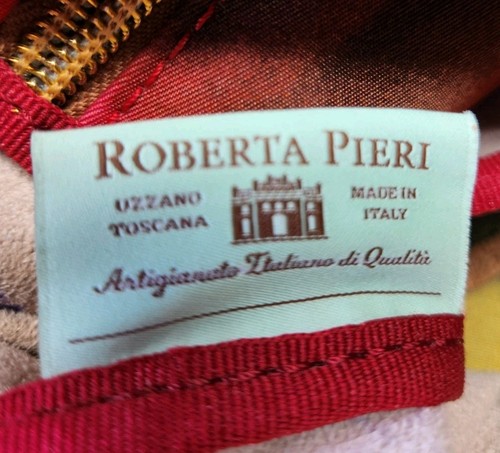 ROBERTA PIERI
UZZANO
TOSCANA
MADE IN
ITALY
Artigianato Italiano di Qualità